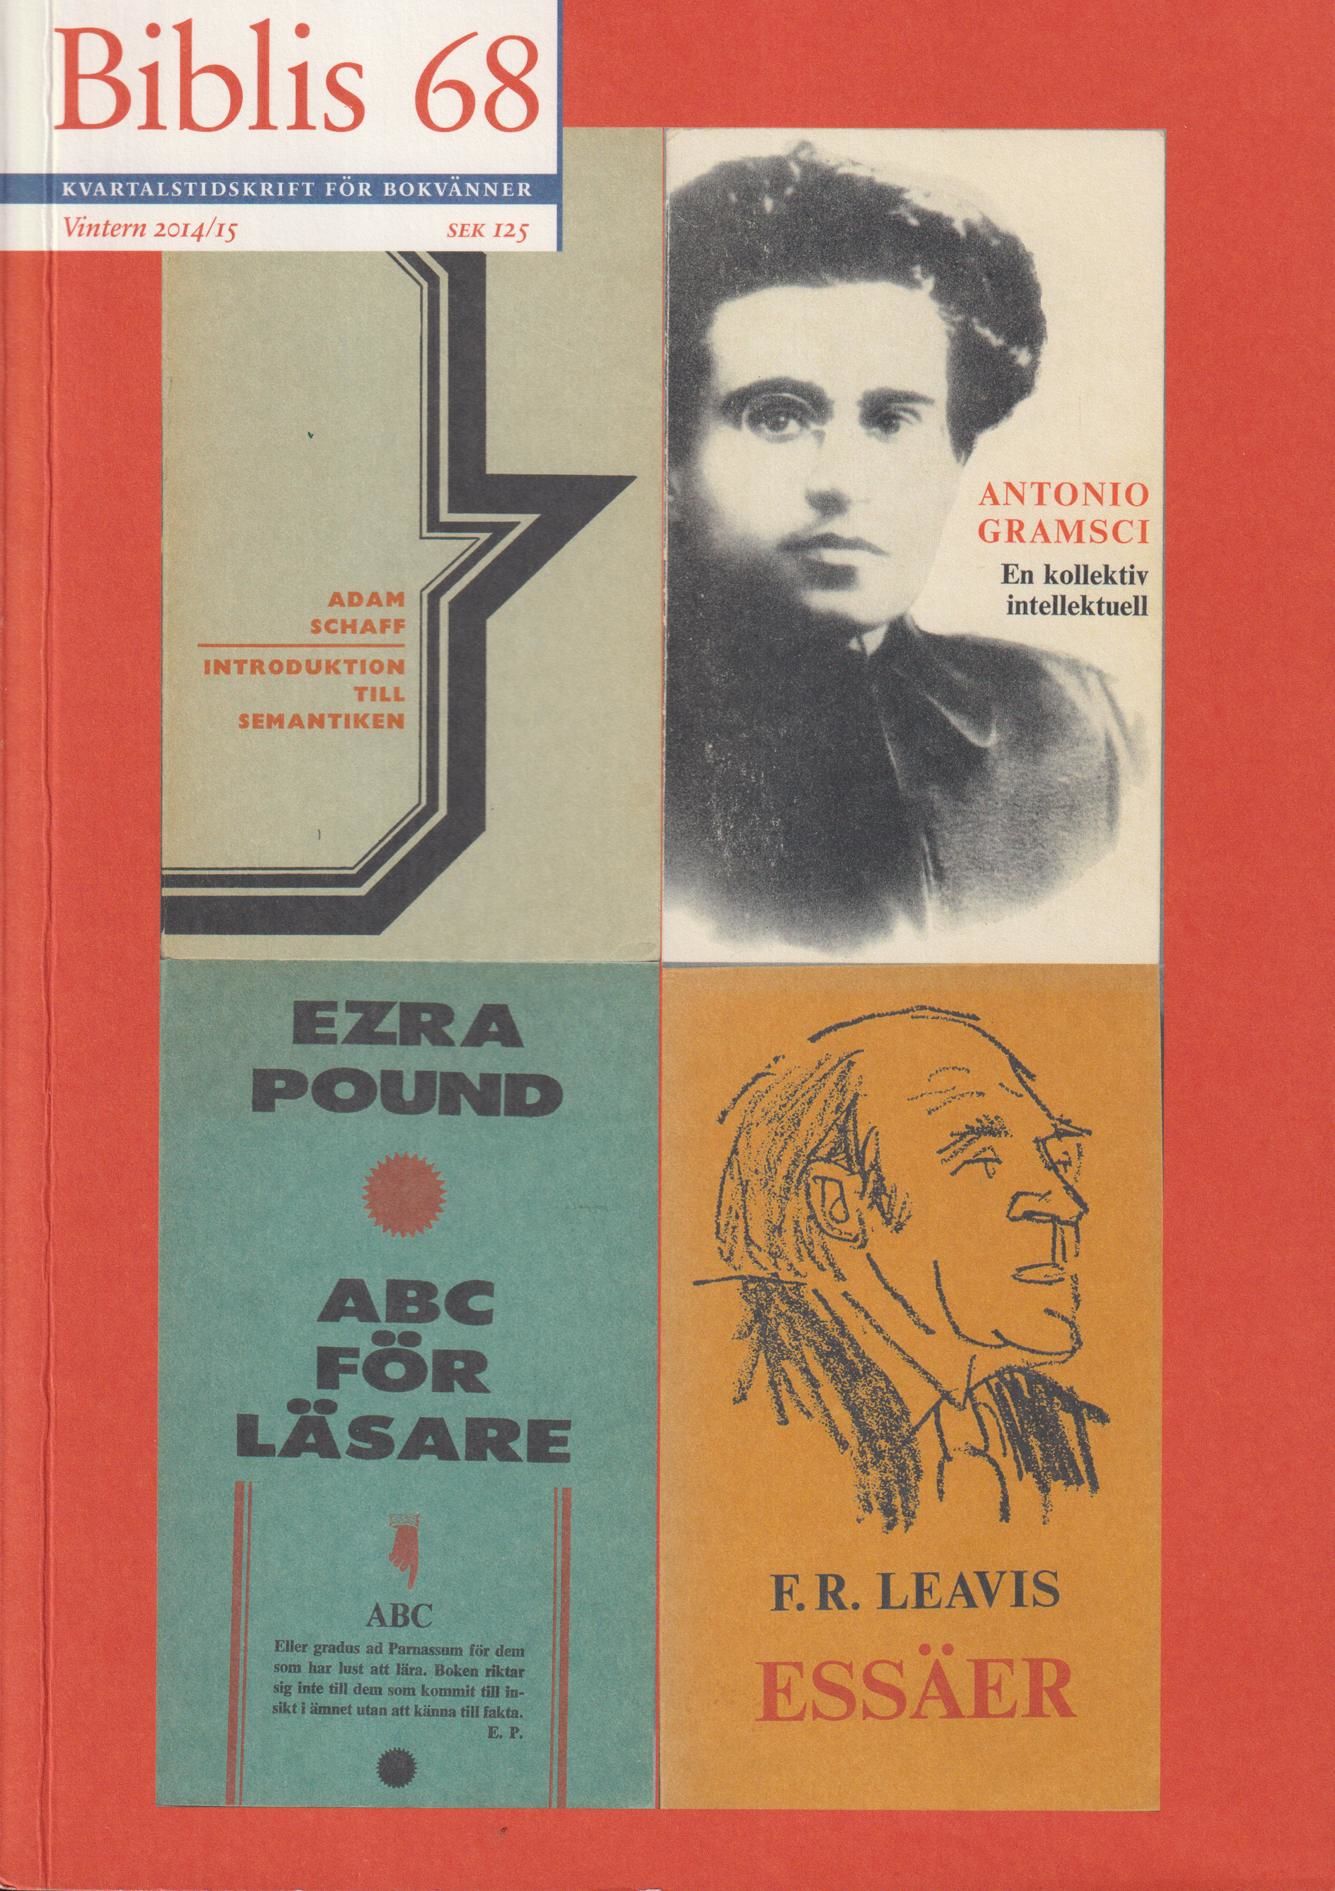 Biblis 68
KVARTALSTIDSKRIFT FÖR BOKVÄNNER
Vintern 2014/15 SEK 125
ADAM
SCHAFF
INTRODUKTION
TILL
SEMANTIKEN
ANTONIO
GRAMSCI
En kollektiv
intellektuell
EZRA
POUND
ABC
FÖR
LÄSARE
ABC
Eller gradus ad Parnassum för dem
som har lust att lära. Boken riktar
sig inte till dem som kommit till in-
sikt i ämnet utan att känna till fakta.
E. P.
F. R. LEAVIS
ESSÄER